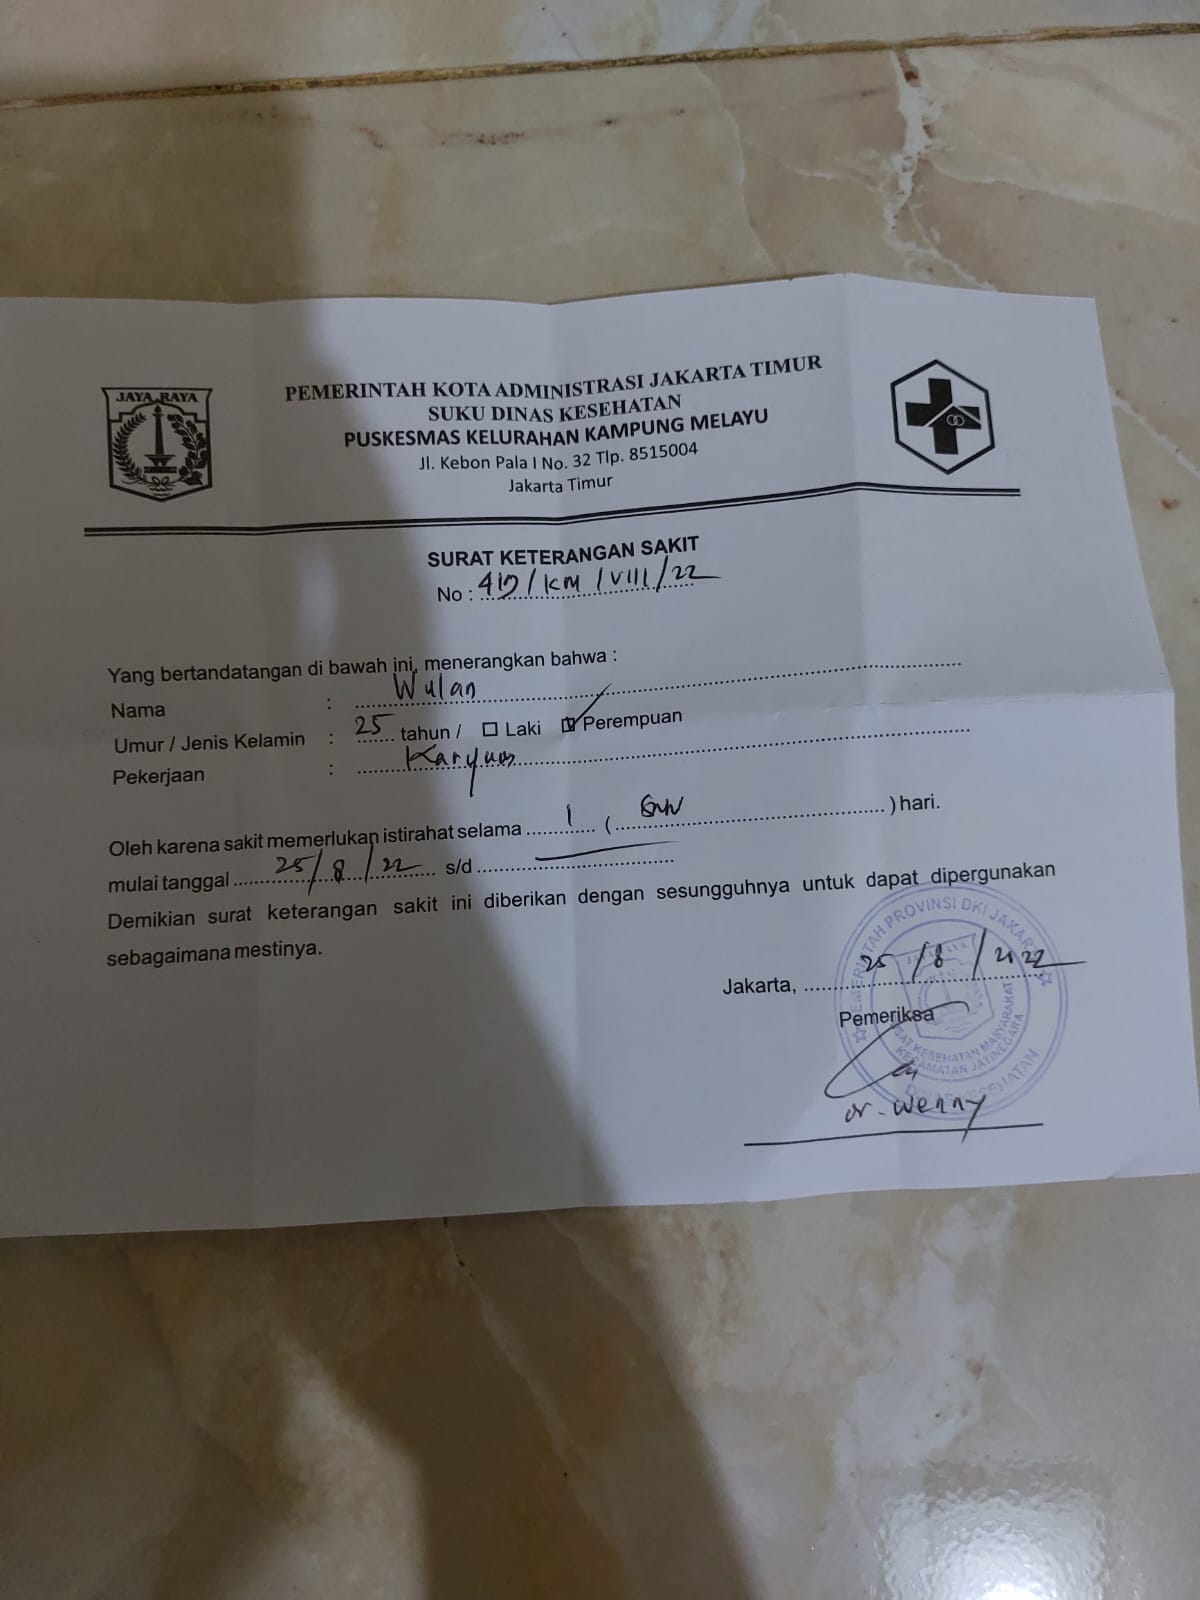 JAYA RAYA
PEMERINTAH KOTA ADMINISTRASI JAKARTA TIMUR
SUKU DINAS KESEHATAN
PUSKESMAS KELURAHAN KAMPUNG MELAYU
Jl. Kebon Pala I No. 32 Tlp. 8515004
Jakarta Timur
SURAT KETERANGAN SAKIT
No : /KM/VIII/22
Yang bertandatangan di bawah ini, menerangkan bahwa :
Nama : Wulan
Umur / Jenis Kelamin : 25 tahun / Laki Perempuan
Pekerjaan :
Oleh karena sakit memerlukan istirahat selama 1 ( ) hari.
mulai tanggal 25/8/22 s/d
Demikian surat keterangan sakit ini diberikan dengan sesungguhnya untuk dapat dipergunakan
sebagaimana mestinya.
Jakarta, 25/8/2022
Pemeriksa
dr. Wenny
PEMERINTAH PROVINSI DKI JAKARTA
PUSAT KESEHATAN MASYARAKAT
KECAMATAN JATINEGARA
DINAS KESEHATAN